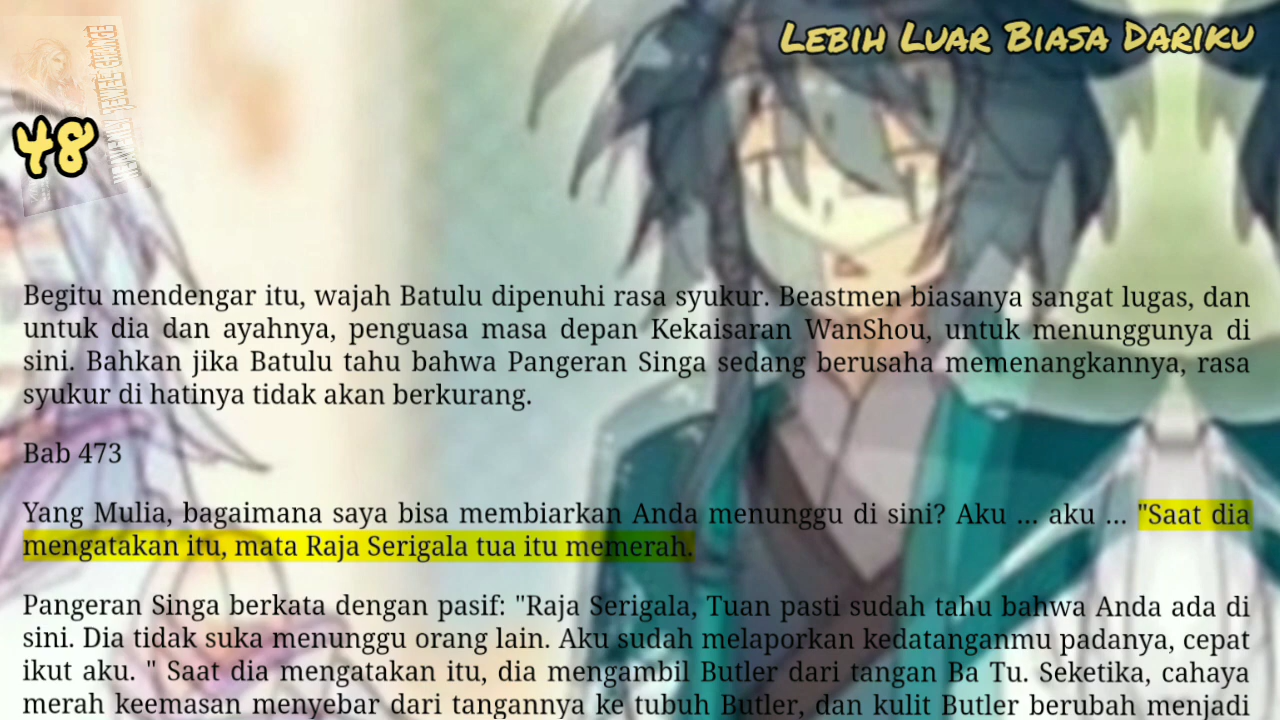 Lebih Luar Biasa Dariku
48
Begitu mendengar itu, wajah Batulu dipenuhi rasa syukur. Beastmen biasanya sangat lugas, dan
untuk dia dan ayahnya, penguasa masa depan Kekaisaran WanShou, untuk menunggunya di
sini. Bahkan jika Batulu tahu bahwa Pangeran Singa sedang berusaha memenangkannya, rasa
syukur di hatinya tidak akan berkurang.
Bab 473
Yang Mulia, bagaimana saya bisa membiarkan Anda menunggu di sini? Aku ... aku ... "Saat dia
mengatakan itu, mata Raja Serigala tua itu memerah.
Pangeran Singa berkata dengan pasif: "Raja Serigala, Tuan pasti sudah tahu bahwa Anda ada di
sini. Dia tidak suka menunggu orang lain. Aku sudah melaporkan kedatanganmu padanya, cepat
ikut aku. " Saat dia mengatakan itu, dia mengambil Butler dari tangan Ba Tu. Seketika, cahaya
merah keemasan menyebar dari tangannya ke tubuh Butler, dan kulit Butler berubah menjadi